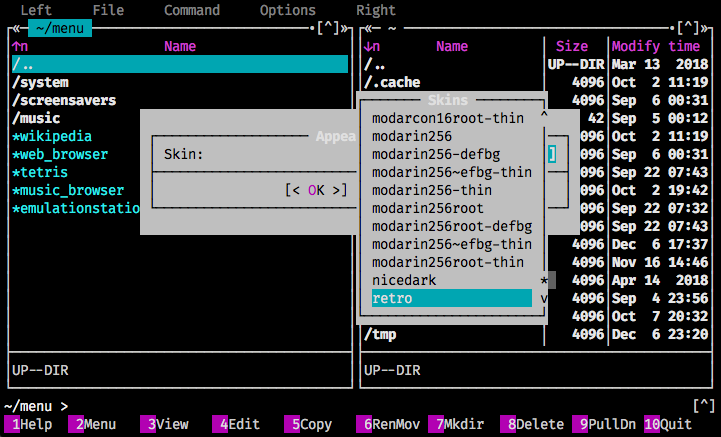 Left File Command Options Right
«─ ~/menu •[^]» «─ ~ •[^]»
↑n Name ↓n Name Size Modify time
/.. /.. UP--DIR Mar 13 2018
/system /.cache 4096 Oct 2 11:19
/screensavers Skins 4096 Sep 6 00:31
/music modarcon16root-thin ^ 42 Sep 5 00:12
*wikipedia Appea modarin256 4096 Oct 2 11:19
*web_browser Skin: modarin256-defbg ] 4096 Sep 6 00:31
*tetris modarin256~efbg-thin 4096 Sep 22 07:43
*music_browser [< OK >] modarin256-thin 4096 Oct 2 19:42
*emulationstatio modarin256root 4096 Sep 22 07:32
modarin256root-defbg 4096 Sep 22 07:43
modarin256~efbg-thin 4096 Dec 6 17:37
modarin256root-thin 4096 Nov 16 14:46
nicedark * 4096 Apr 14 2018
retro v 4096 Sep 4 23:56
4096 Oct 7 20:32
/tmp 4096 Dec 6 23:20
UP--DIR UP--DIR
~/menu > [^]
1Help 2Menu 3View 4Edit 5Copy 6RenMov 7Mkdir 8Delete 9PullDn 10Quit